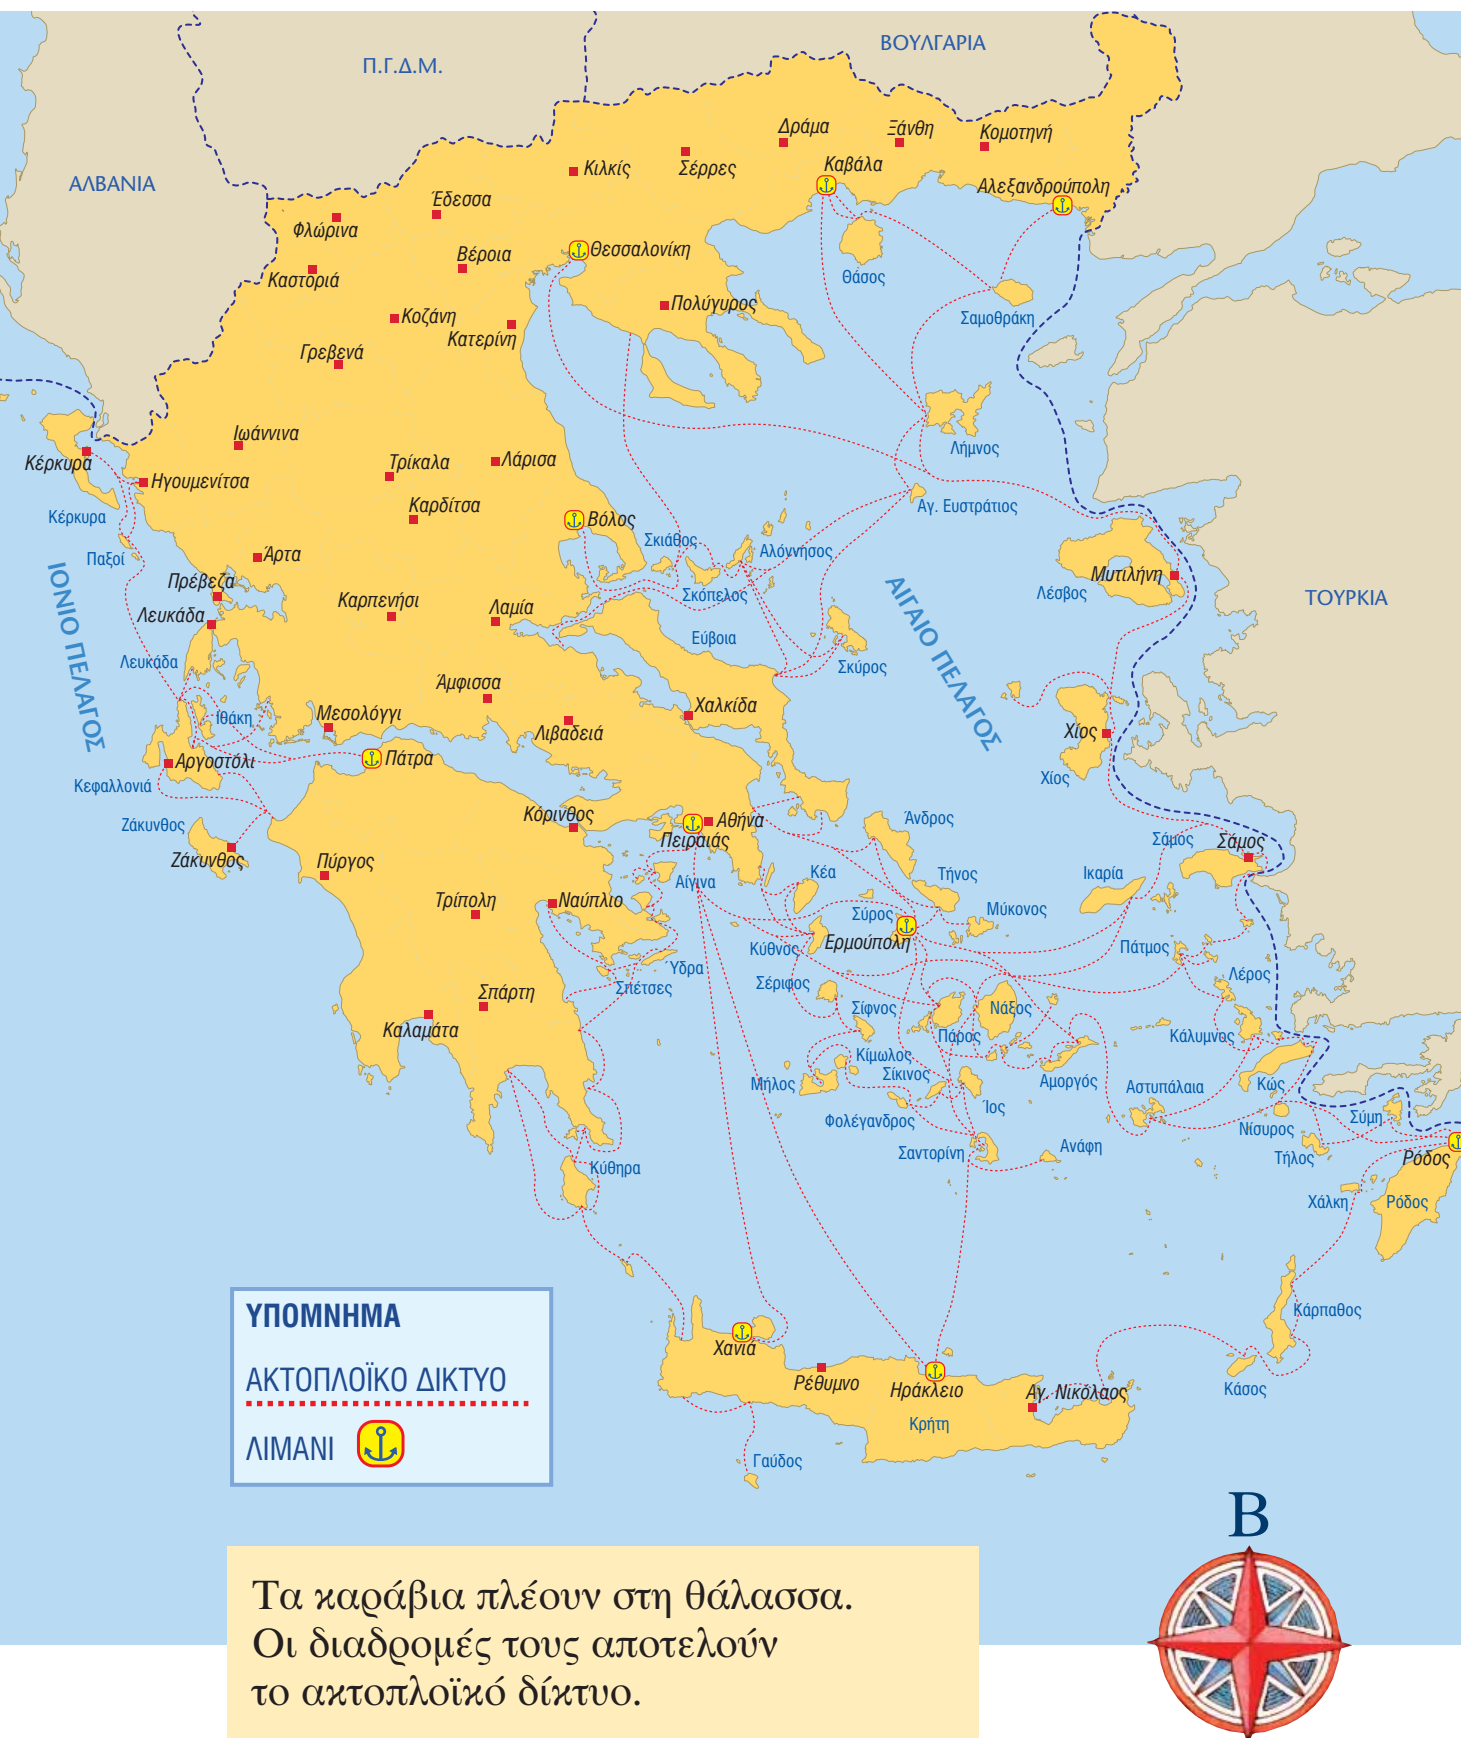 Π.Γ.Δ.Μ.
ΒΟΥΛΓΑΡΙΑ
ΑΛΒΑΝΙΑ
Δράμα
Ξάνθη
Κομοτηνή
Κιλκίς
Σέρρες
Καβάλα
Αλεξανδρούπολη
Έδεσσα
Φλώρινα
Βέροια
Θεσσαλονίκη
Καστοριά
Θάσος
Πολύγυρος
Κοζάνη
Κατερίνη
Σαμοθράκη
Γρεβενά
Ιωάννινα
Λήμνος
Κέρκυρα
Τρίκαλα
Λάρισα
Ηγουμενίτσα
Καρδίτσα
Αγ. Ευστράτιος
Κέρκυρα
Βόλος
Σκιάθος
Αλόννησος
Παξοί
Άρτα
Πρέβεζα
Μυτιλήνη
Λέσβος
ΤΟΥΡΚΙΑ
ΙΟΝΙΟ ΠΕΛΑΓΟΣ
Καρπενήσι
Λαμία
Σκόπελος
Λευκάδα
Εύβοια
ΑΙΓΑΙΟ ΠΕΛΑΓΟΣ
Λευκάδα
Σκύρος
Άμφισσα
Χαλκίδα
Ιθάκη
Μεσολόγγι
Λιβαδειά
Χίος
Αργοστόλι
Πάτρα
Χίος
Κεφαλλονιά
Κόρινθος
Αθήνα
Άνδρος
Ζάκυνθος
Πειραιάς
Σάμος
Σάμος
Ζάκυνθος
Πύργος
Αίγινα
Κέα
Τήνος
Ικαρία
Τρίπολη
Ναύπλιο
Σύρος
Μύκονος
Ερμούπολη
Κύθνος
Πάτμος
Ύδρα
Σπέτσες
Σέριφος
Λέρος
Σπάρτη
Σίφνος
Νάξος
Καλαμάτα
Πάρος
Κάλυμνος
Κίμωλος
Μήλος
Σίκινος
Αμοργός
Αστυπάλαια
Κώς
Ίος
Φολέγανδρος
Σύμη
Νίσυρος
Σαντορίνη
Ανάφη
Τήλος
Ρόδος
Κύθηρα
Χάλκη
Ρόδος
Κάρπαθος
ΥΠΟΜΝΗΜΑ
Χανιά
ΑΚΤΟΠΛΟΪΚΟ ΔΙΚΤΥΟ
Ρέθυμνο
Ηράκλειο
Αγ. Νικόλαος
Κάσος
Κρήτη
ΛΙΜΑΝΙ
Γαύδος
Β
Τα καράβια πλέουν στη θάλασσα.
Οι διαδρομές τους αποτελούν
το ακτοπλοϊκό δίκτυο.